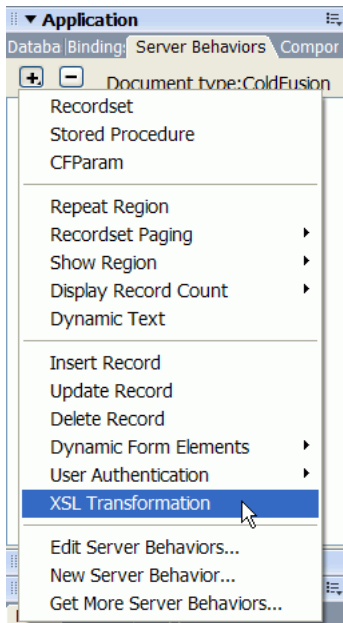 Application
Databa Binding: Server Behaviors Compor
Document type:ColdFusion
Recordset
Stored Procedure
CFParam
Repeat Region
Recordset Paging
Show Region
Display Record Count
Dynamic Text
Insert Record
Update Record
Delete Record
Dynamic Form Elements
User Authentication
XSL Transformation
Edit Server Behaviors...
New Server Behavior...
Get More Server Behaviors...